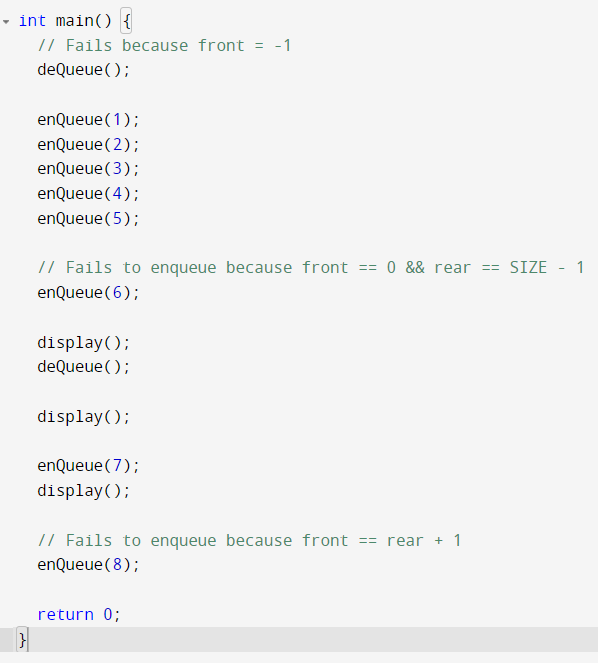 int main() {
// Fails because front = -1
deQueue();
enQueue(1);
enQueue(2);
enQueue(3);
enQueue(4);
enQueue(5);
// Fails to enqueue because front == 0 && rear == SIZE - 1
enQueue(6);
display();
deQueue();
display();
enQueue(7);
display();
// Fails to enqueue because front == rear + 1
enQueue(8);
return 0;
}